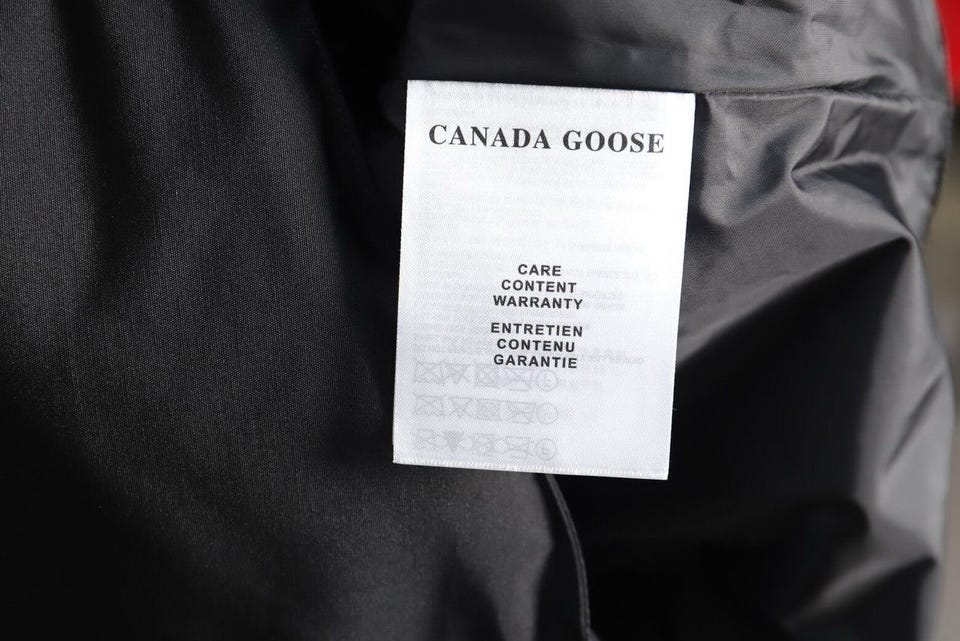 CANADA GOOSE
CARE
CONTENT
WARRANTY
ENTRETIEN
CONTENU
GARANTIE